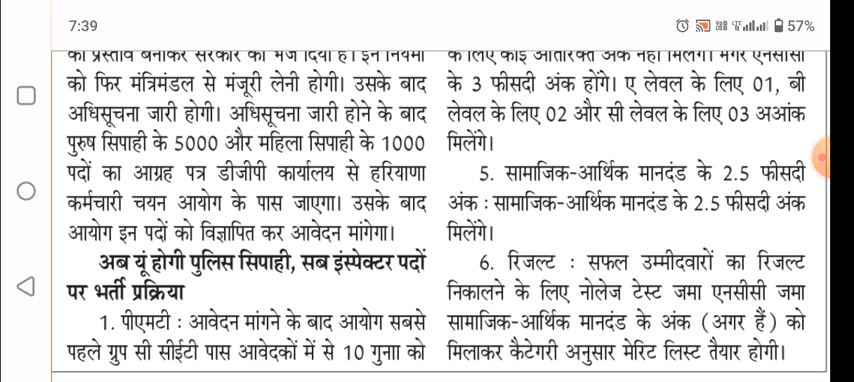 7:39
57%
का प्रस्ताव बनाकर सरकार को भेज दिया है। इन नियमों
को फिर मंत्रिमंडल से मंजूरी लेनी होगी। उसके बाद
अधिसूचना जारी होगी। अधिसूचना जारी होने के बाद
पुरुष सिपाही के 5000 और महिला सिपाही के 1000
पदों का आग्रह पत्र डीजीपी कार्यालय से हरियाणा
कर्मचारी चयन आयोग के पास जाएगा। उसके बाद
आयोग इन पदों को विज्ञापित कर आवेदन मांगेगा।
अब यूं होगी पुलिस सिपाही, सब इंस्पेक्टर पदों
पर भर्ती प्रक्रिया
1. पीएमटी : आवेदन मांगने के बाद आयोग सबसे
पहले ग्रुप सी सीईटी पास आवेदकों में से 10 गुना को
के लिए कोई अतिरिक्त अंक नहीं मिलेगा। मगर एनसीसी
के 3 फीसदी अंक होंगे। ए लेवल के लिए 01, बी
लेवल के लिए 02 और सी लेवल के लिए 03 अआंक
मिलेंगे।
5. सामाजिक-आर्थिक मानदंड के 2.5 फीसदी
अंक : सामाजिक-आर्थिक मानदंड के 2.5 फीसदी अंक
मिलेंगे।
6. रिजल्ट : सफल उम्मीदवारों का रिजल्ट
निकालने के लिए नोलेज टेस्ट जमा एनसीसी जमा
सामाजिक-आर्थिक मानदंड के अंक (अगर हैं) को
मिलाकर कैटेगरी अनुसार मेरिट लिस्ट तैयार होगी।